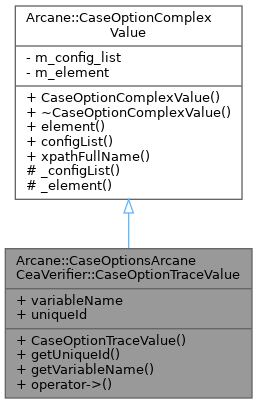 Arcane::CaseOptionComplex
Value
- m_config_list
- m_element
+ CaseOptionComplexValue()
+ ~CaseOptionComplexValue()
+ element()
+ configList()
+ xpathFullName()
# _configList()
# _element()
Arcane::CaseOptionsArcane
CeaVerifier::CaseOptionTraceValue
+ variableName
+ uniqueId
+ CaseOptionTraceValue()
+ getUniqueId()
+ getVariableName()
+ operator->()